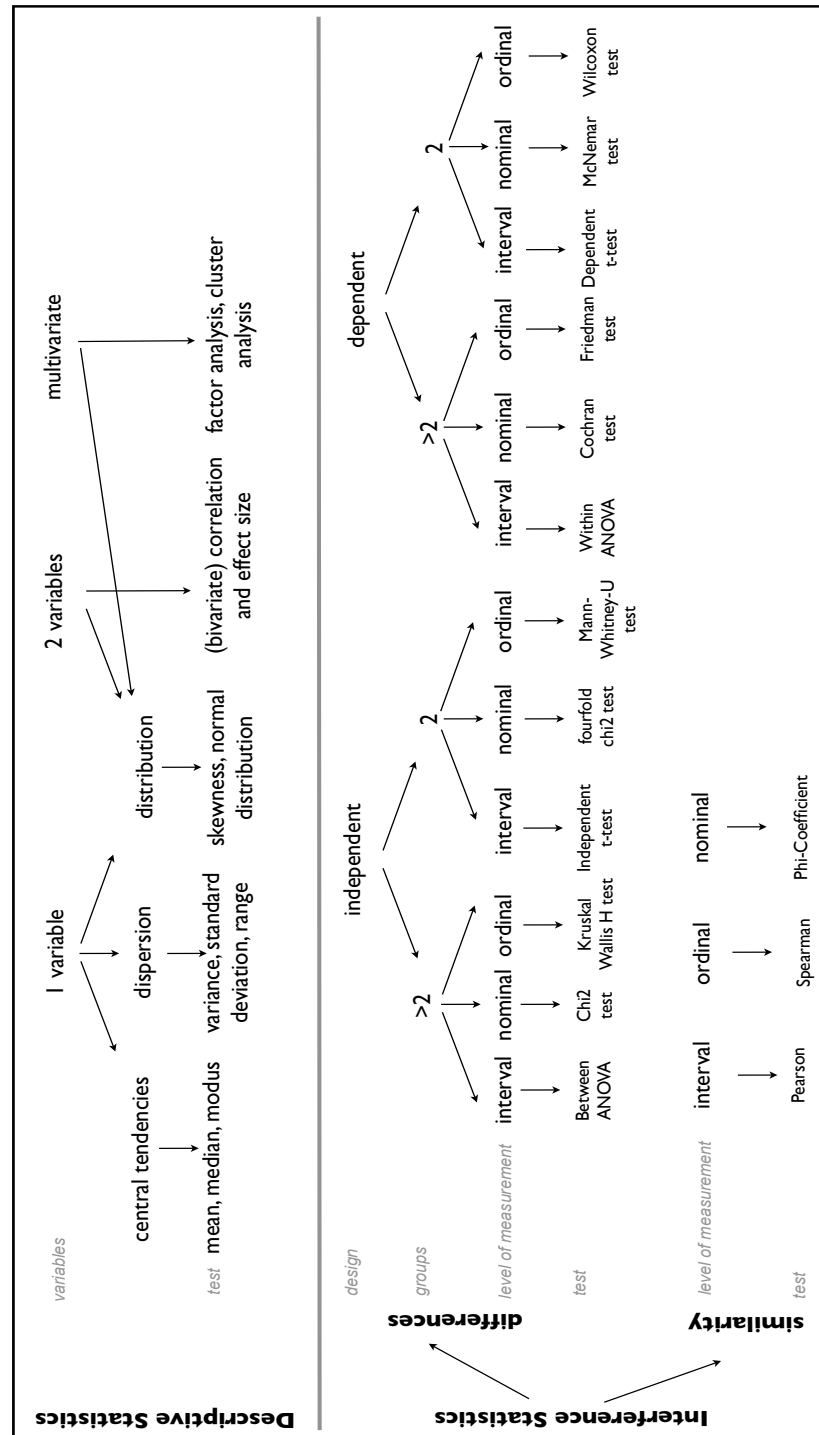 Descriptive Statistics
variables
1 variable
2 variables
multivariate
central tendencies
dispersion
distribution
test
mean, median, modus
variance, standard
deviation, range
skewness, normal
distribution
(bivariate) correlation
and effect size
factor analysis, cluster
analysis
Interference Statistics
differences
design
independent
dependent
groups
>2
2
>2
2
level of measurement
interval
nominal
ordinal
interval
nominal
ordinal
interval
nominal
ordinal
interval
nominal
ordinal
test
Between
ANOVA
Chi2
test
Kruskal
Wallis H test
Independent
t-test
fourfold
chi2 test
Mann-
Whitney-U
test
Within
ANOVA
Cochran
test
Friedman
test
Dependent
t-test
McNemar
test
Wilcoxon
test
similarity
level of measurement
interval
ordinal
nominal
test
Pearson
Spearman
Phi-Coefficient